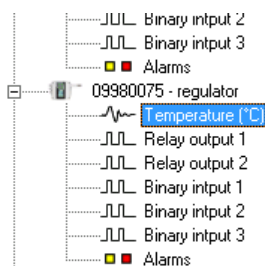 Binary intput 2
Binary intput 3
Alarms
09980075 - regulator
Temperature (°C)
Relay output 1
Relay output 2
Binary intput 1
Binary intput 2
Binary intput 3
Alarms